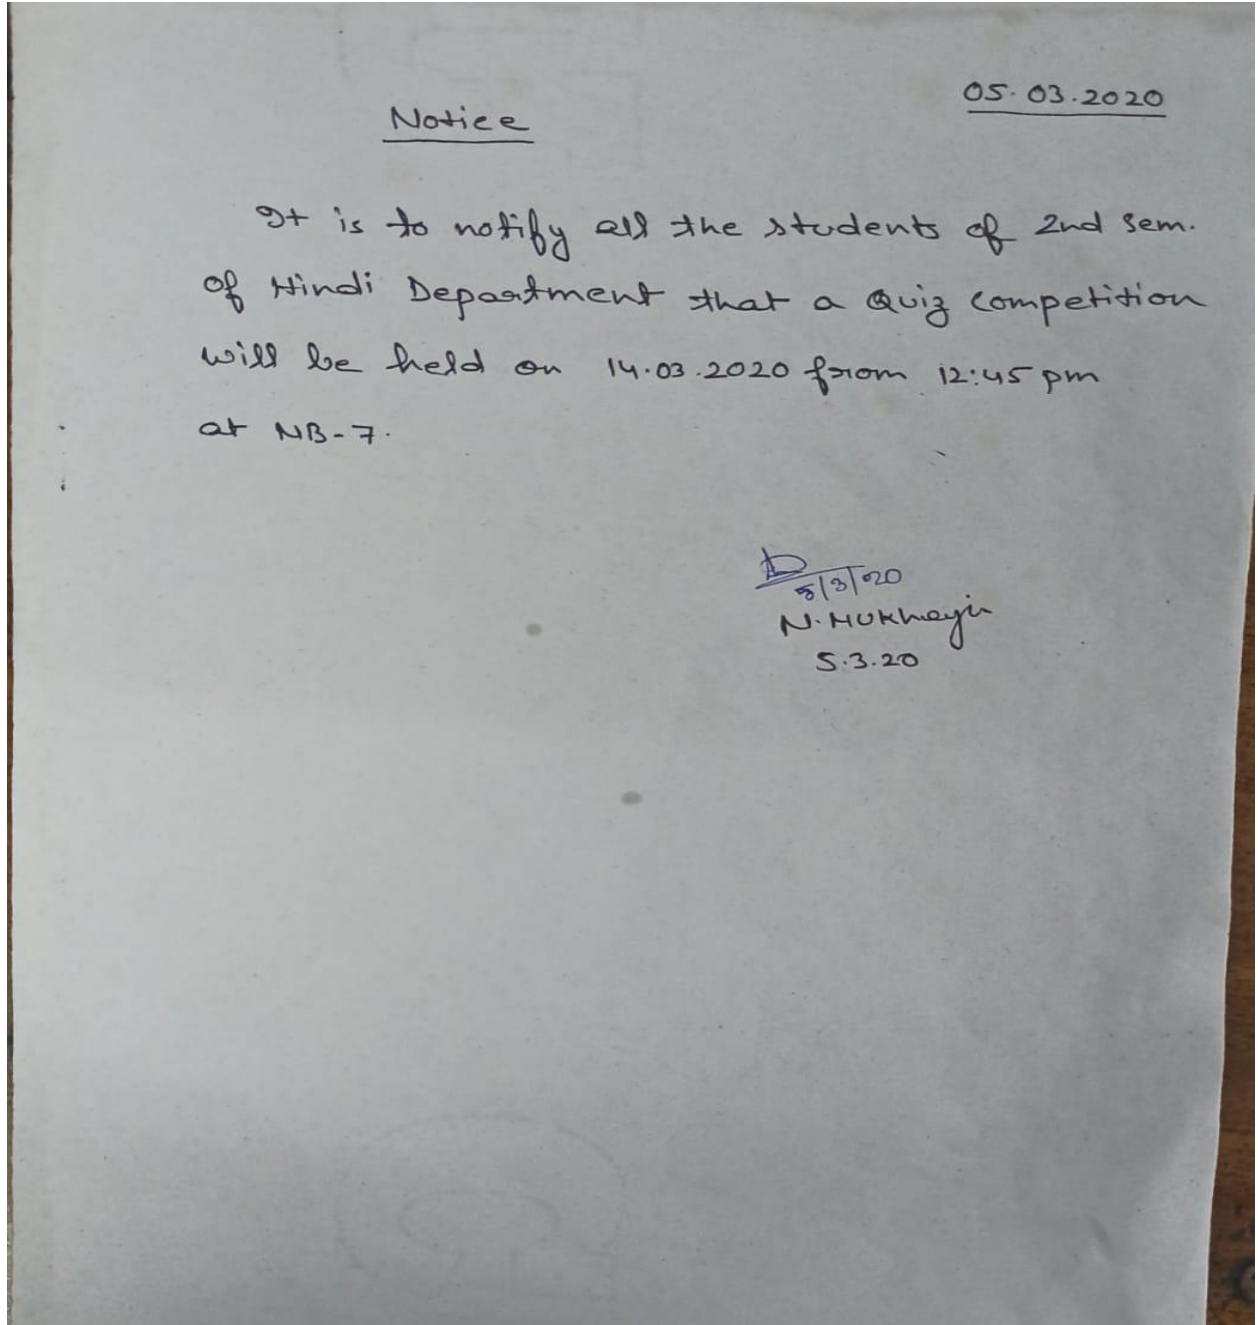 05.03.2020
Notice
It is to notify all the students of 2nd sem.
of Hindi Department that a Quiz Competition
will be held on 14.03.2020 from 12:45 pm
at NB-7.
5/3/020
N. Mukherjee
5.3.20